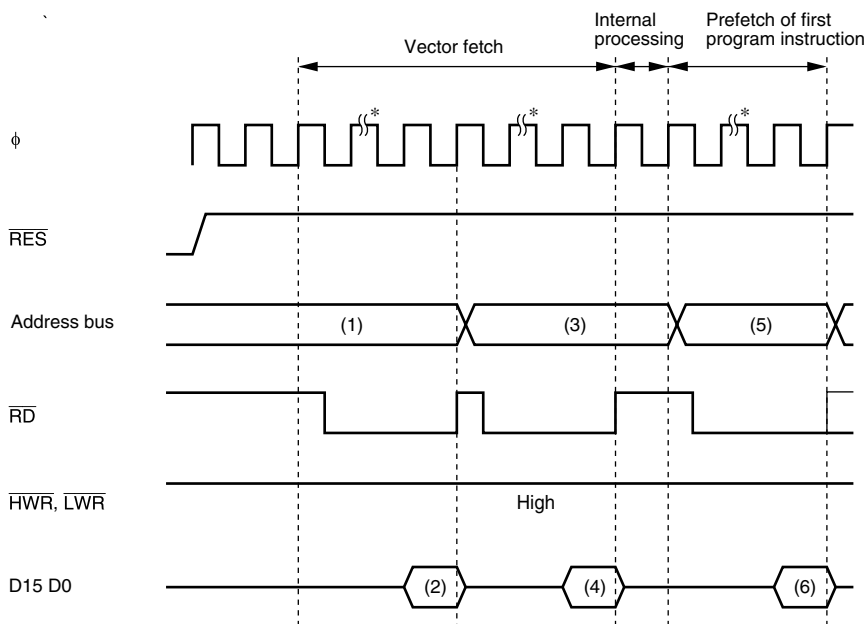 `
Vector fetch
Internal
processing
Prefetch of first
program instruction
ϕ
*
*
*
RES
Address bus
(1)
(3)
(5)
RD
HWR, LWR
High
D15 D0
(2)
(4)
(6)